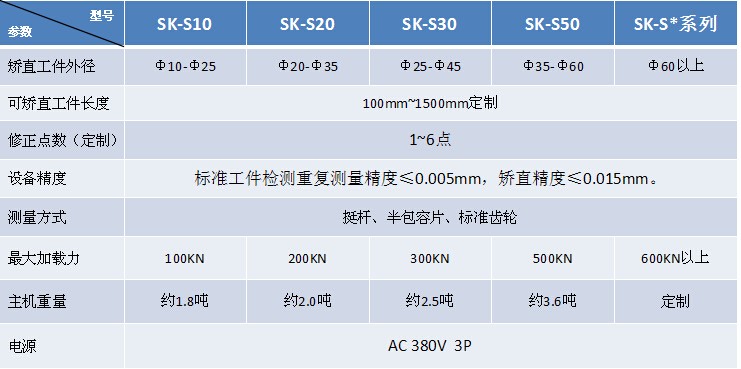 型号
参数
SK-S10 SK-S20 SK-S30 SK-S50 SK-S*系列
矫直工件外径 Φ10-Φ25 Φ20-Φ35 Φ25-Φ45 Φ35-Φ60 Φ60以上
可矫直工件长度 100mm~1500mm定制
修正点数（定制） 1~6点
设备精度 标准工件检测重复测量精度≤0.005mm，矫直精度≤0.015mm。
测量方式 挺杆、半包容片、标准齿轮
最大加载力 100KN 200KN 300KN 500KN 600KN以上
主机重量 约1.8吨 约2.0吨 约2.5吨 约3.6吨 定制
电源 AC 380V 3P